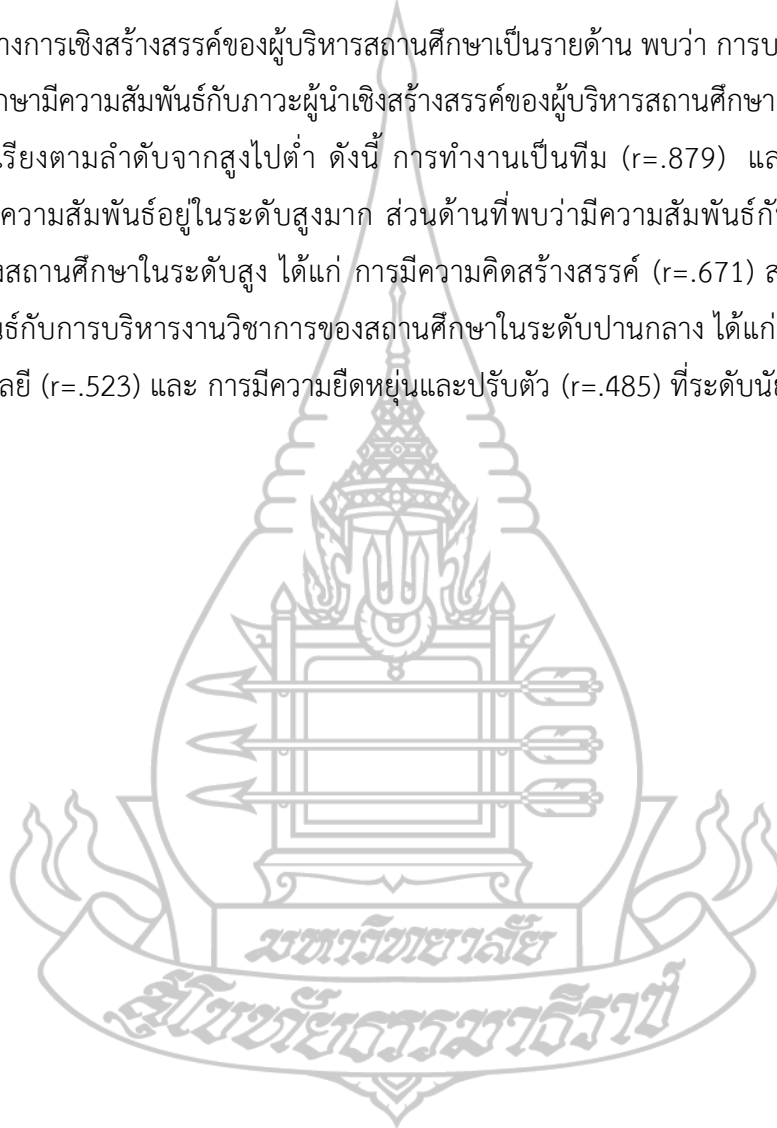 างการเชิงสร้างสรรค์ของผู้บริหารสถานศึกษาเป็นรายด้าน พบว่า การบ
กษามีความสัมพันธ์กับภาวะผู้นำเชิงสร้างสรรค์ของผู้บริหารสถานศึกษา
เรียงตามลำดับจากสูงไปต่ำ ดังนี้ การทำงานเป็นทีม (r=.879) แล
ความสัมพันธ์อยู่ในระดับสูงมาก ส่วนด้านที่พบว่ามีความสัมพันธ์กั
งสถานศึกษาในระดับสูง ได้แก่ การมีความคิดสร้างสรรค์ (r=.671) ส
นธ์กับการบริหารงานวิชาการของสถานศึกษาในระดับปานกลาง ได้แก่
ลยี (r=.523) และ การมีความยืดหยุ่นและปรับตัว (r=.485) ที่ระดับนั
มหาวิทยาลัย
สุโขทัยธรรมาธิราช